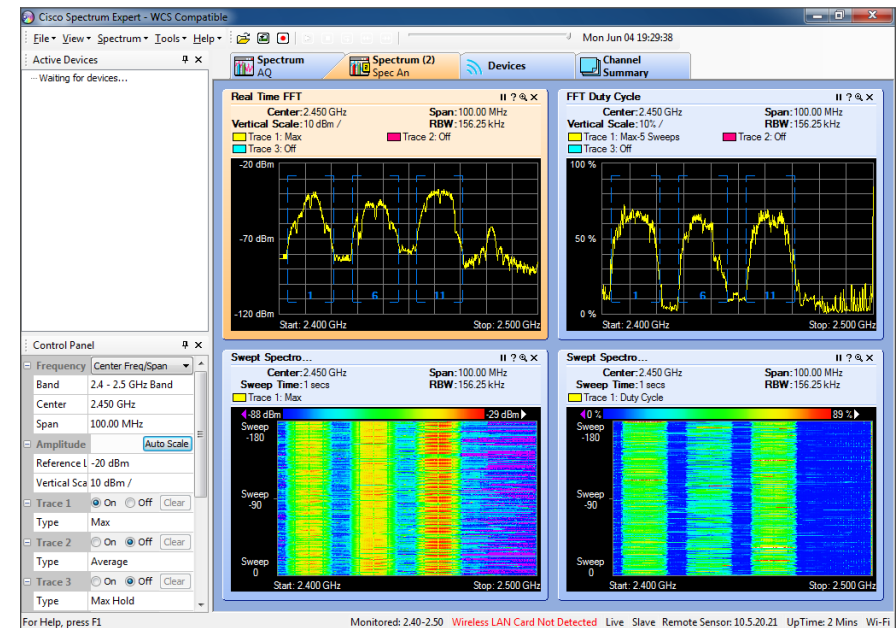 Cisco Spectrum Expert - WCS Compatible
File View Spectrum Tools Help
Mon Jun 04 19:29:38
Active Devices
Waiting for devices...
Spectrum AQ
Spectrum (2) Spec An
Devices
Channel Summary
Real Time FFT
Center: 2.450 GHz Span: 100.00 MHz
Vertical Scale: 10 dBm / RBW: 156.25 kHz
Trace 1: Max Trace 2: Off
Trace 3: Off
-20 dBm
-70 dBm
1 6 11
-120 dBm
Start: 2.400 GHz Stop: 2.500 GHz
FFT Duty Cycle
Center: 2.450 GHz Span: 100.00 MHz
Vertical Scale: 10% / RBW: 156.25 kHz
Trace 1: Max-5 Sweeps Trace 2: Off
Trace 3: Off
100 %
50 %
1 6 11
0 %
Start: 2.400 GHz Stop: 2.500 GHz
Control Panel
Frequency Center Freq/Span
Band 2.4 - 2.5 GHz Band
Center 2.450 GHz
Span 100.00 MHz
Amplitude Auto Scale
Reference L -20 dBm
Vertical Sca 10 dBm /
Trace 1 On Off Clear
Type Max
Trace 2 On Off Clear
Type Average
Trace 3 On Off Clear
Type Max Hold
Swept Spectro...
Center: 2.450 GHz Span: 100.00 MHz
Sweep Time: 1 secs RBW: 156.25 kHz
Trace 1: Max
-88 dBm -29 dBm
Sweep
-180
Sweep
-90
Sweep
0
Start: 2.400 GHz Stop: 2.500 GHz
Swept Spectro...
Center: 2.450 GHz Span: 100.00 MHz
Sweep Time: 1 secs RBW: 156.25 kHz
Trace 1: Duty Cycle
0 % 89 %
Sweep
-180
Sweep
-90
Sweep
0
Start: 2.400 GHz Stop: 2.500 GHz
For Help, press F1
Monitored: 2.40-2.50 Wireless LAN Card Not Detected Live Slave Remote Sensor: 10.5.20.21 UpTime: 2 Mins Wi-Fi